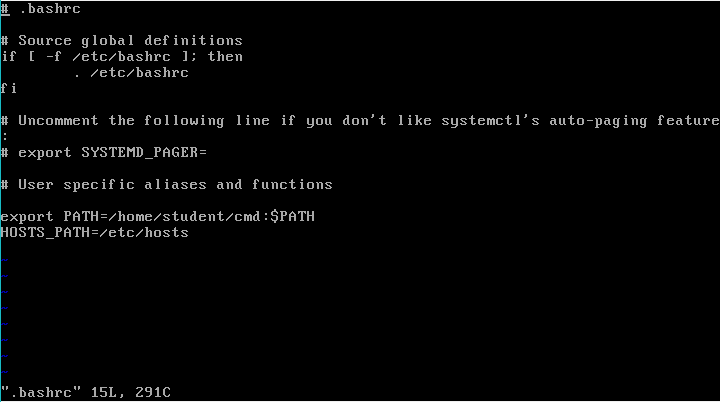 # .bashrc
# Source global definitions
if [ -f /etc/bashrc ]; then
        . /etc/bashrc
fi
# Uncomment the following line if you don't like systemctl's auto-paging feature
:
# export SYSTEMD_PAGER=
# User specific aliases and functions
export PATH=/home/student/cmd:$PATH
HOSTS_PATH=/etc/hosts
~
~
~
~
~
~
~
~
".bashrc" 15L, 291C